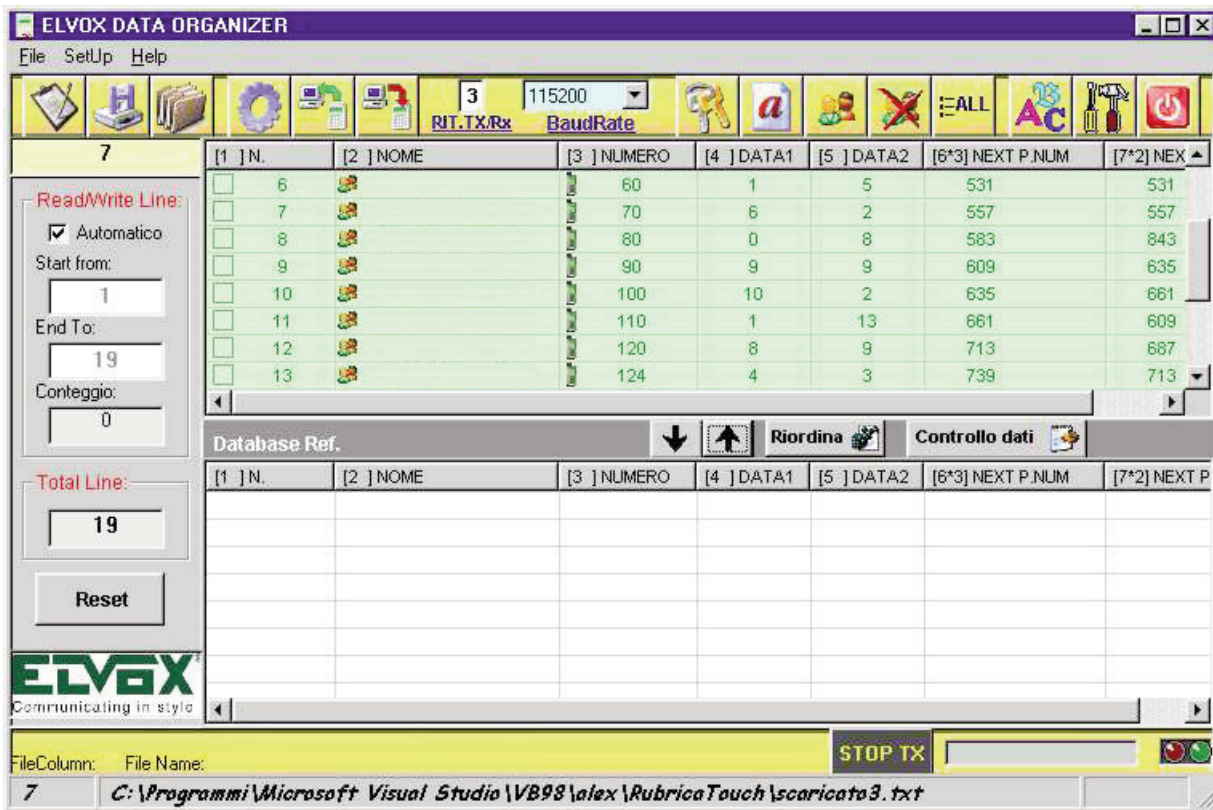 ELVOX DATA ORGANIZER
File SetUp Help
3 115200
RIT.TX/Rx BaudRate
a
ALL
7
Read/Write Line:
Automatico
Start from:
1
End To:
19
Conteggio:
0
Total Line:
19
Reset
ELVOX
Communicating in style
[1 ] N. [2 ] NOME [3 ] NUMERO [4 ] DATA1 [5 ] DATA2 [6*3] NEXT P.NUM [7*2] NEX
6 60 1 5 531 531
7 70 6 2 557 557
8 80 0 8 583 843
9 90 9 9 609 635
10 100 10 2 635 661
11 110 1 13 661 609
12 120 8 9 713 687
13 124 4 3 739 713
Database Ref. Riordina Controllo dati
[1 ] N. [2 ] NOME [3 ] NUMERO [4 ] DATA1 [5 ] DATA2 [6*3] NEXT P.NUM [7*2] NEXT P
STOP TX
FileColumn: File Name:
7 C:\Programmi\Microsoft Visual Studio\VB98\alex\RubricaTouch\scaricato3.txt